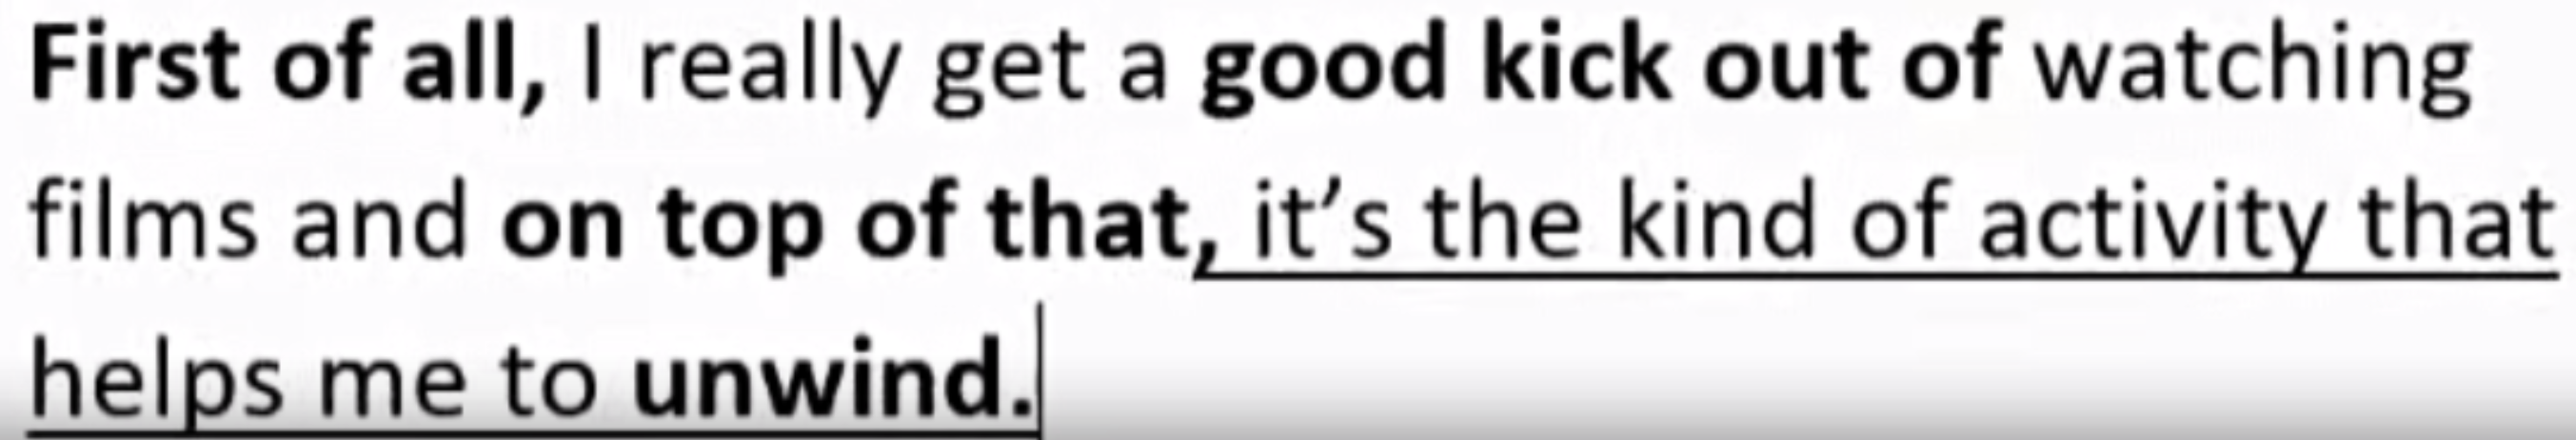 First of all, I really get a good kick out of watching
films and on top of that, it’s the kind of activity that
helps me to unwind.